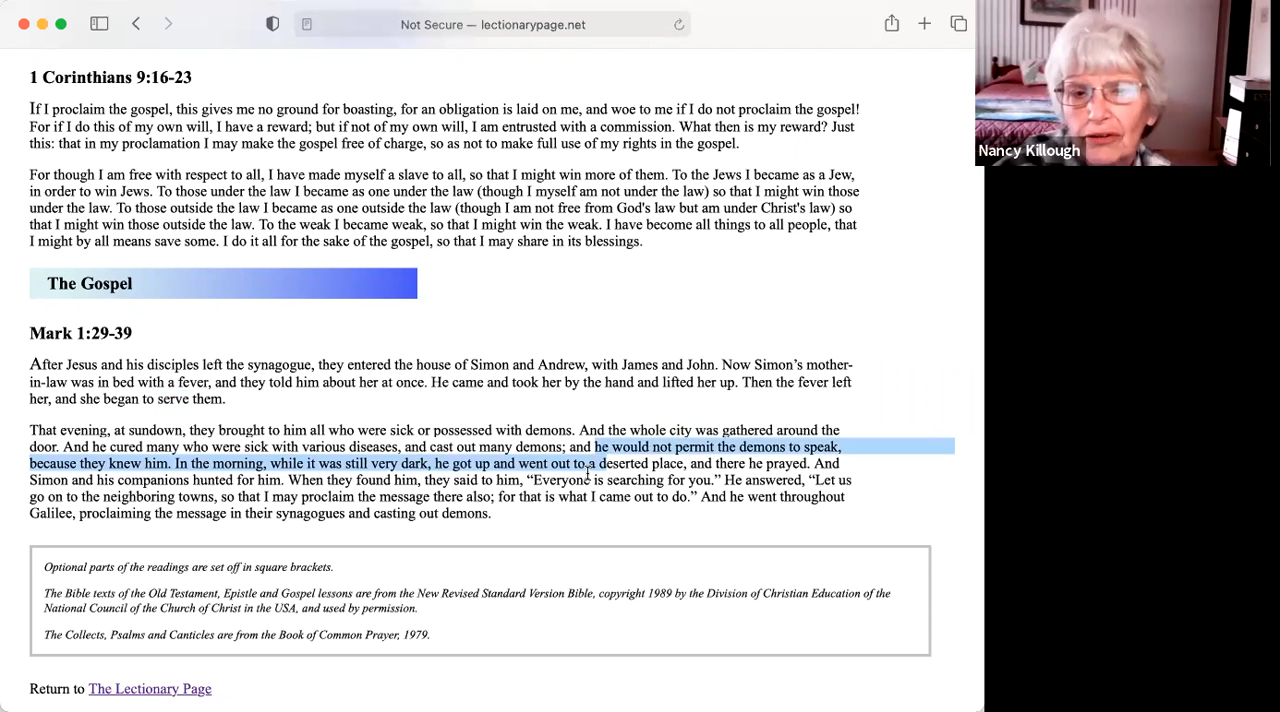 Not Secure — lectionarypage.net
Nancy Killough
1 Corinthians 9:16-23
If I proclaim the gospel, this gives me no ground for boasting, for an obligation is laid on me, and woe to me if I do not proclaim the gospel!
For if I do this of my own will, I have a reward; but if not of my own will, I am entrusted with a commission. What then is my reward? Just
this: that in my proclamation I may make the gospel free of charge, so as not to make full use of my rights in the gospel.
For though I am free with respect to all, I have made myself a slave to all, so that I might win more of them. To the Jews I became as a Jew,
in order to win Jews. To those under the law I became as one under the law (though I myself am not under the law) so that I might win those
under the law. To those outside the law I became as one outside the law (though I am not free from God's law but am under Christ's law) so
that I might win those outside the law. To the weak I became weak, so that I might win the weak. I have become all things to all people, that
I might by all means save some. I do it all for the sake of the gospel, so that I may share in its blessings.
The Gospel
Mark 1:29-39
After Jesus and his disciples left the synagogue, they entered the house of Simon and Andrew, with James and John. Now Simon’s mother-
in-law was in bed with a fever, and they told him about her at once. He came and took her by the hand and lifted her up. Then the fever left
her, and she began to serve them.
That evening, at sundown, they brought to him all who were sick or possessed with demons. And the whole city was gathered around the
door. And he cured many who were sick with various diseases, and cast out many demons; and he would not permit the demons to speak,
because they knew him. In the morning, while it was still very dark, he got up and went out to a deserted place, and there he prayed. And
Simon and his companions hunted for him. When they found him, they said to him, “Everyone is searching for you.” He answered, “Let us
go on to the neighboring towns, so that I may proclaim the message there also; for that is what I came out to do.” And he went throughout
Galilee, proclaiming the message in their synagogues and casting out demons.
Optional parts of the readings are set off in square brackets.
The Bible texts of the Old Testament, Epistle and Gospel lessons are from the New Revised Standard Version Bible, copyright 1989 by the Division of Christian Education of the
National Council of the Church of Christ in the USA, and used by permission.
The Collects, Psalms and Canticles are from the Book of Common Prayer, 1979.
Return to The Lectionary Page